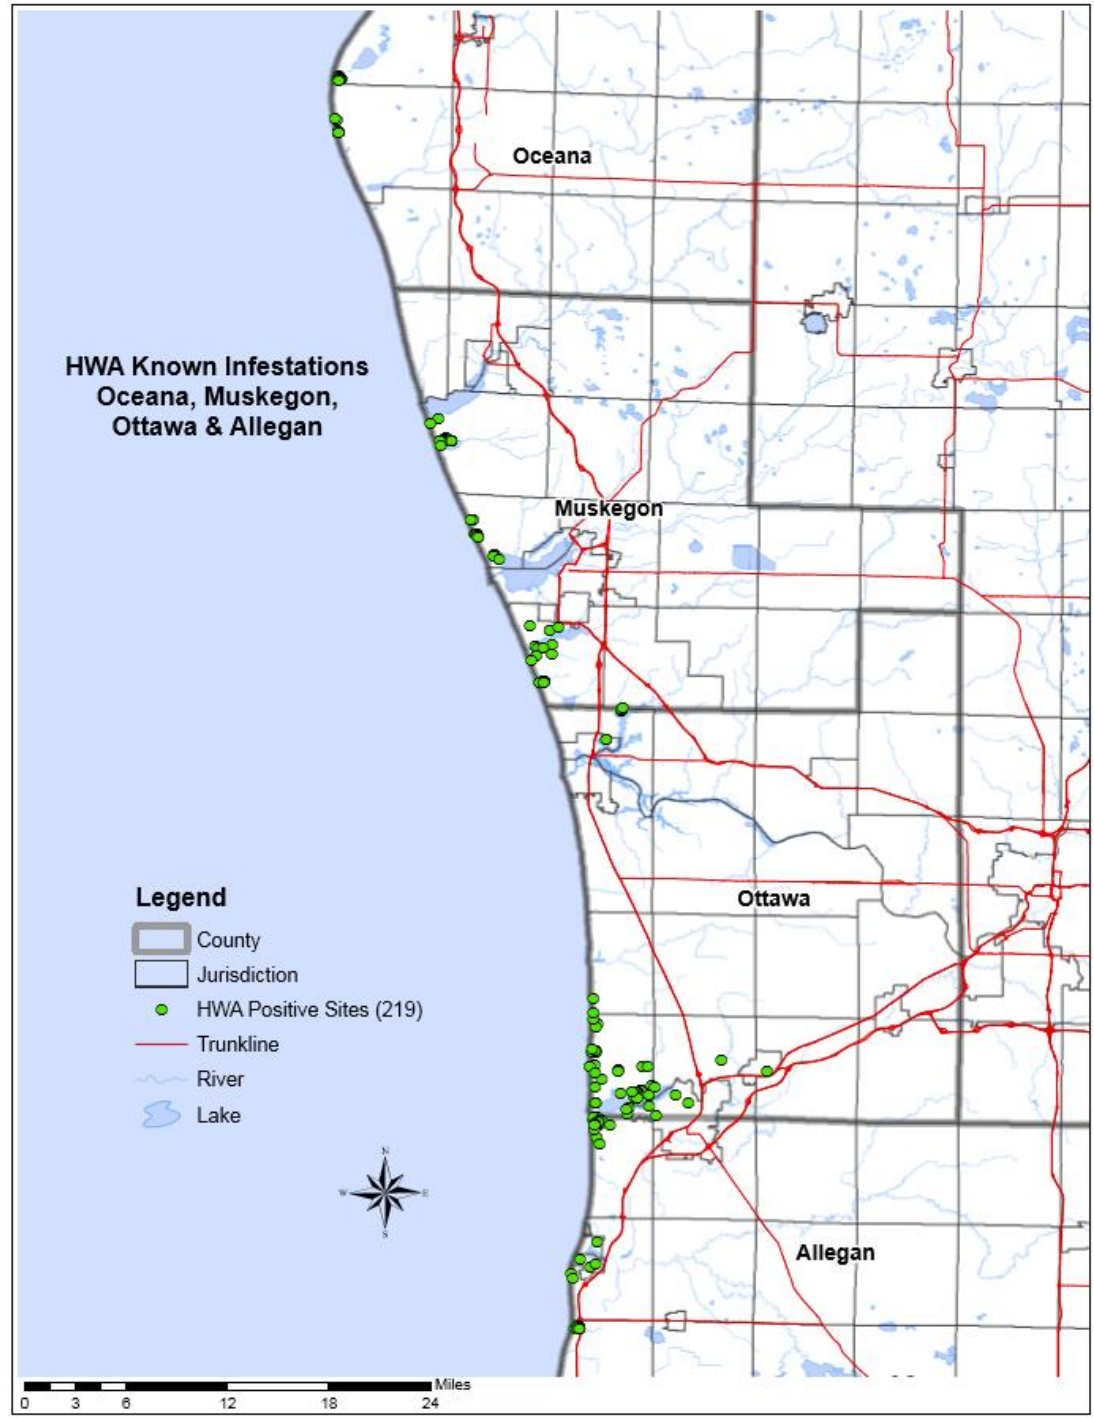 Oceana
HWA Known Infestations
Oceana, Muskegon,
Ottawa & Allegan
Muskegon
Ottawa
Legend
County
Jurisdiction
HWA Positive Sites (219)
Trunkline
River
Lake
N
W E
S
Allegan
Miles
0 3 6 12 18 24